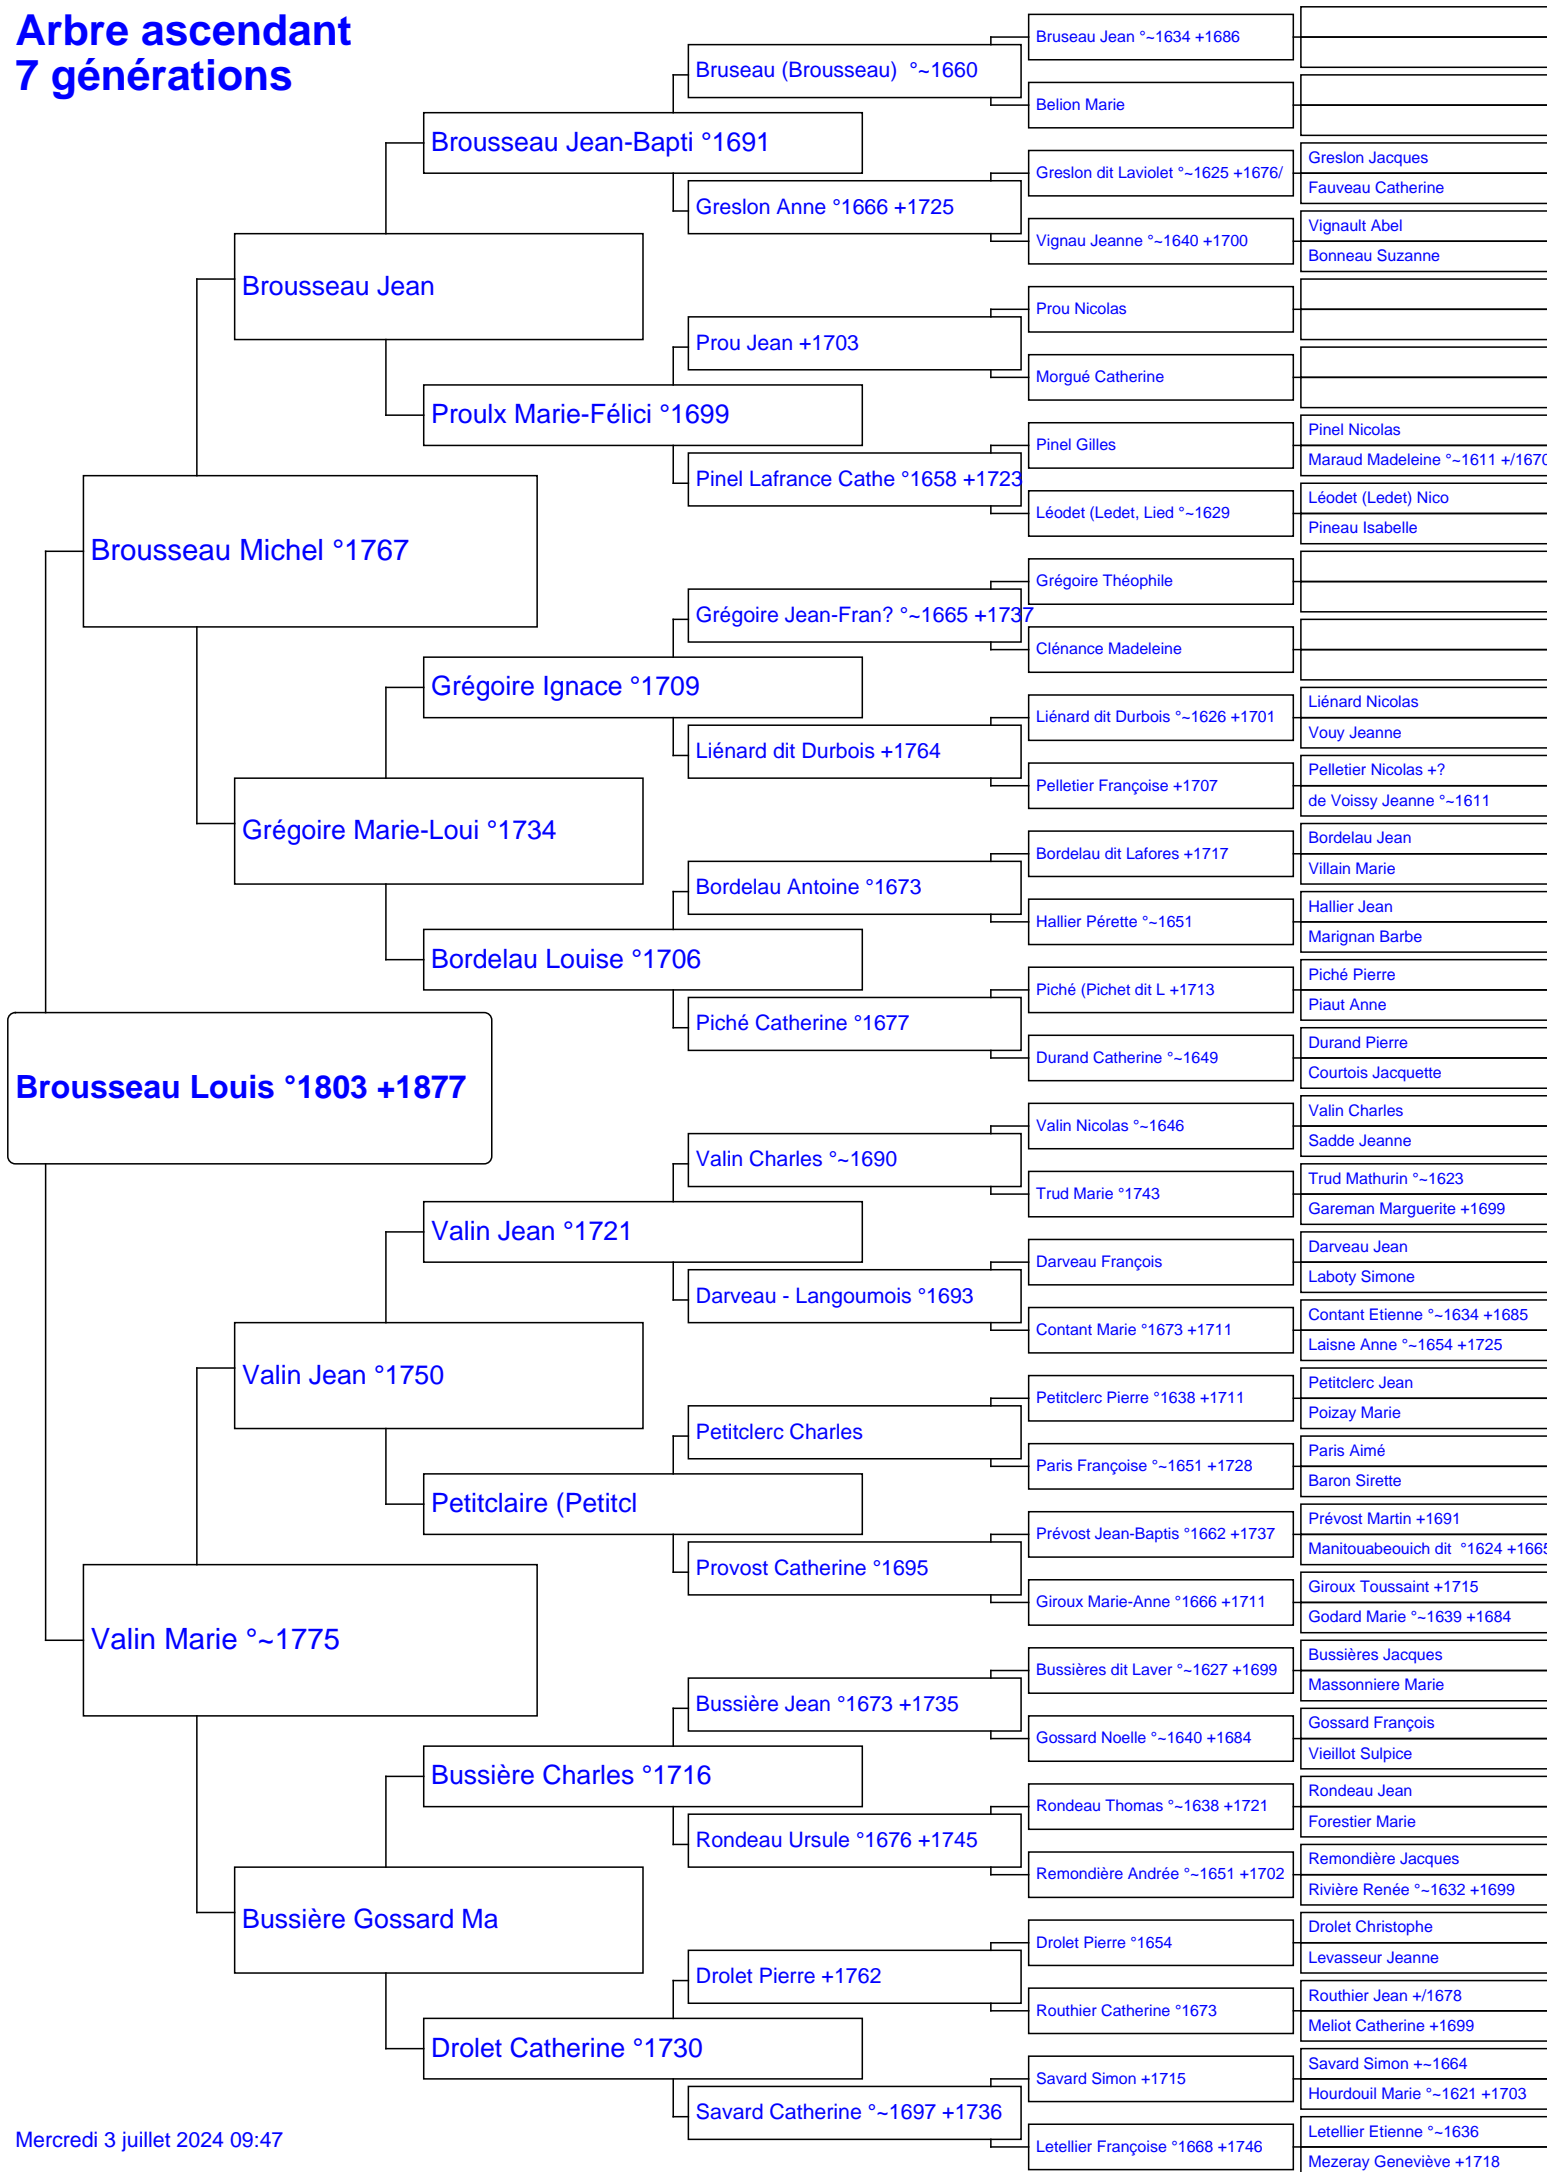 Arbre ascendant
7 générations
Brousseau Louis °1803 +1877
Brousseau Michel °1767
Valin Marie °~1775
Brousseau Jean
Grégoire Marie-Loui °1734
Valin Jean °1750
Bussière Gossard Ma
Brousseau Jean-Bapti °1691
Proulx Marie-Félici °1699
Grégoire Ignace °1709
Bordelau Louise °1706
Valin Jean °1721
Petitclaire (Petitcl
Bussière Charles °1716
Drolet Catherine °1730
Bruseau (Brousseau)  °~1660
Greslon Anne °1666 +1725
Prou Jean +1703
Pinel Lafrance Cathe °1658 +1723
Grégoire Jean-Fran? °~1665 +1737
Liénard dit Durbois +1764
Bordelau Antoine °1673
Piché Catherine °1677
Valin Charles °~1690
Darveau - Langoumois °1693
Petitclerc Charles
Provost Catherine °1695
Bussière Jean °1673 +1735
Rondeau Ursule °1676 +1745
Drolet Pierre +1762
Savard Catherine °~1697 +1736
Bruseau Jean °~1634 +1686
Belion Marie
Greslon dit Laviolet °~1625 +1676/
Vignau Jeanne °~1640 +1700
Prou Nicolas
Morgué Catherine
Pinel Gilles
Léodet (Ledet, Lied °~1629
Grégoire Théophile
Clénance Madeleine
Liénard dit Durbois °~1626 +1701
Pelletier Françoise +1707
Bordelau dit Lafores +1717
Hallier Pérette °~1651
Piché (Pichet dit L +1713
Durand Catherine °~1649
Valin Nicolas °~1646
Trud Marie °1743
Darveau François
Contant Marie °1673 +1711
Petitclerc Pierre °1638 +1711
Paris Françoise °~1651 +1728
Prévost Jean-Baptis °1662 +1737
Giroux Marie-Anne °1666 +1711
Bussières dit Laver °~1627 +1699
Gossard Noelle °~1640 +1684
Rondeau Thomas °~1638 +1721
Remondière Andrée °~1651 +1702
Drolet Pierre °1654
Routhier Catherine °1673
Savard Simon +1715
Letellier Françoise °1668 +1746
Greslon Jacques
Fauveau Catherine
Vignault Abel
Bonneau Suzanne
Pinel Nicolas
Maraud Madeleine °~1611 +/1670
Léodet (Ledet) Nico
Pineau Isabelle
Liénard Nicolas
Vouy Jeanne
Pelletier Nicolas +?
de Voissy Jeanne °~1611
Bordelau Jean
Villain Marie
Hallier Jean
Marignan Barbe
Piché Pierre
Piaut Anne
Durand Pierre
Courtois Jacquette
Valin Charles
Sadde Jeanne
Trud Mathurin °~1623
Gareman Marguerite +1699
Darveau Jean
Laboty Simone
Contant Etienne °~1634 +1685
Laisne Anne °~1654 +1725
Petitclerc Jean
Poizay Marie
Paris Aimé
Baron Sirette
Prévost Martin +1691
Manitouabeouich dit  °1624 +1665
Giroux Toussaint +1715
Godard Marie °~1639 +1684
Bussières Jacques
Massonniere Marie
Gossard François
Vieillot Sulpice
Rondeau Jean
Forestier Marie
Remondière Jacques
Rivière Renée °~1632 +1699
Drolet Christophe
Levasseur Jeanne
Routhier Jean +/1678
Meliot Catherine +1699
Savard Simon +~1664
Hourdouil Marie °~1621 +1703
Letellier Etienne °~1636
Mezeray Geneviève +1718
Mercredi 3 juillet 2024 09:47